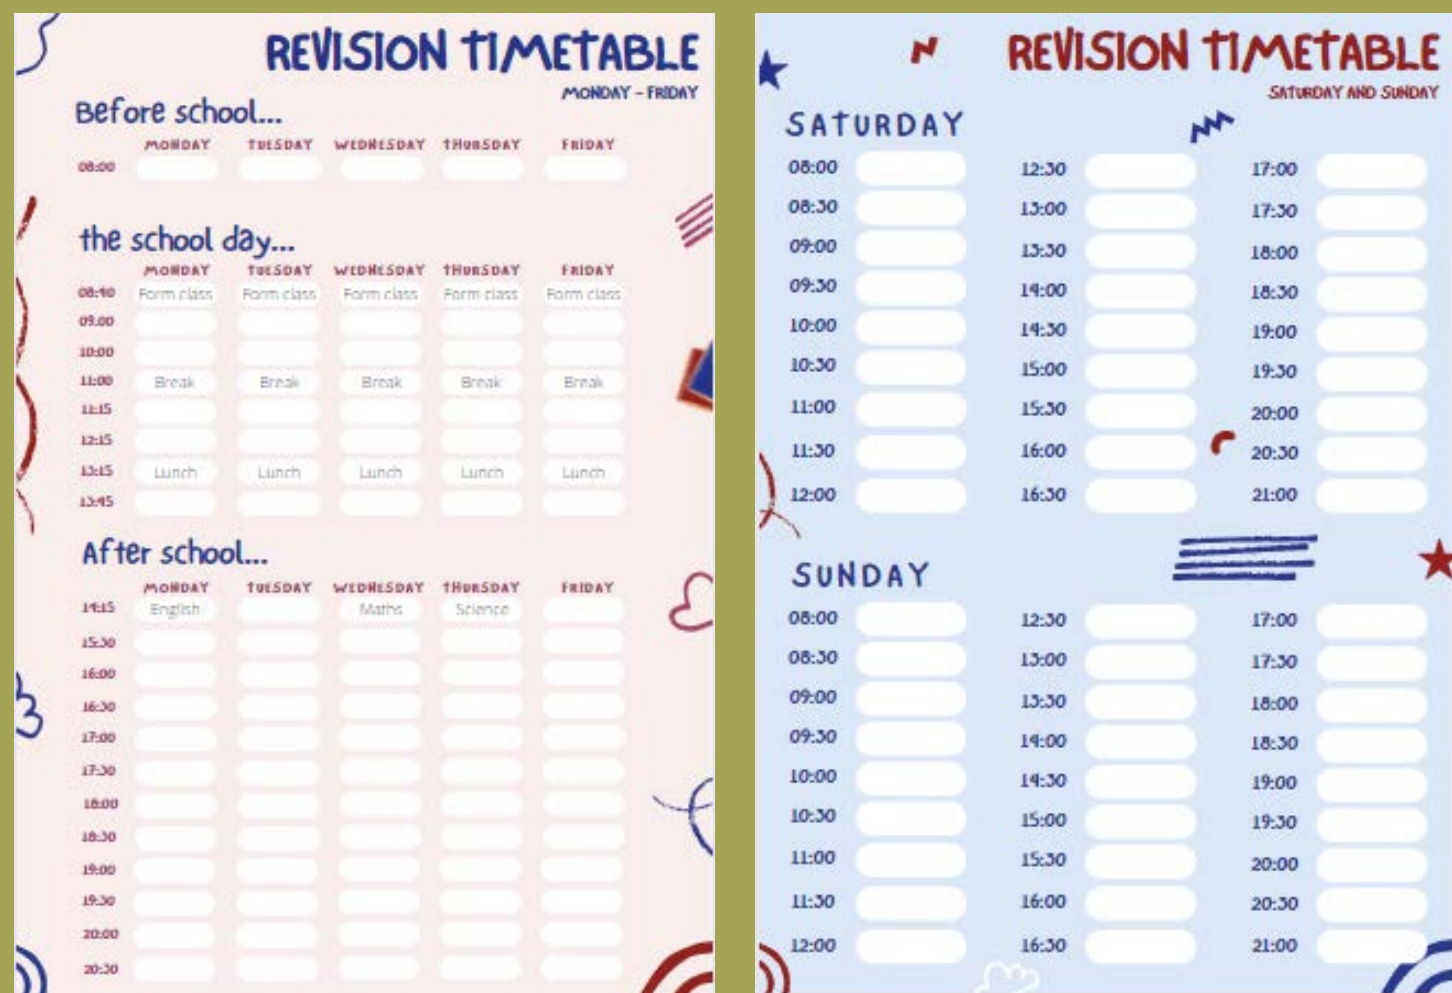 REVISION TIMETABLE
MONDAY - FRIDAY
Before school...
MONDAY TUESDAY WEDNESDAY THURSDAY FRIDAY
08:00
the school day...
MONDAY TUESDAY WEDNESDAY THURSDAY FRIDAY
08:40 Form class Form class Form class Form class Form class
09:00
10:00
11:00 Break Break Break Break Break
11:15
12:15
13:15 Lunch Lunch Lunch Lunch Lunch
13:45
After school...
MONDAY TUESDAY WEDNESDAY THURSDAY FRIDAY
14:15 English Maths Science
15:30
16:00
16:30
17:00
17:30
18:00
18:30
19:00
19:30
20:00
20:30
REVISION TIMETABLE
SATURDAY AND SUNDAY
SATURDAY
08:00 12:30 17:00
08:30 13:00 17:30
09:00 13:30 18:00
09:30 14:00 18:30
10:00 14:30 19:00
10:30 15:00 19:30
11:00 15:30 20:00
11:30 16:00 20:30
12:00 16:30 21:00
SUNDAY
08:00 12:30 17:00
08:30 13:00 17:30
09:00 13:30 18:00
09:30 14:00 18:30
10:00 14:30 19:00
10:30 15:00 19:30
11:00 15:30 20:00
11:30 16:00 20:30
12:00 16:30 21:00